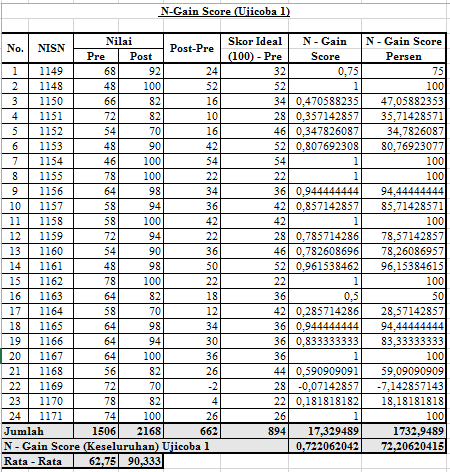 N-Gain Score (Ujicoba 1)
No. NISN Nilai Post-Pre Skor Ideal (100) - Pre N - Gain Score N - Gain Score Persen
Pre Post
1 1149 68 92 24 32 0,75 75
2 1148 48 100 52 52 1 100
3 1150 66 82 16 34 0,470588235 47,05882353
4 1151 72 82 10 28 0,357142857 35,71428571
5 1152 54 70 16 46 0,347826087 34,7826087
6 1153 48 90 42 52 0,807692308 80,76923077
7 1154 46 100 54 54 1 100
8 1155 78 100 22 22 1 100
9 1156 64 98 34 36 0,944444444 94,44444444
10 1157 58 94 36 42 0,857142857 85,71428571
11 1158 58 100 42 42 1 100
12 1159 72 94 22 28 0,785714286 78,57142857
13 1160 54 90 36 46 0,782608696 78,26086957
14 1161 48 98 50 52 0,961538462 96,15384615
15 1162 78 100 22 22 1 100
16 1163 64 82 18 36 0,5 50
17 1164 58 70 12 42 0,285714286 28,57142857
18 1165 64 98 34 36 0,944444444 94,44444444
19 1166 64 94 30 36 0,833333333 83,33333333
20 1167 64 100 36 36 1 100
21 1168 56 82 26 44 0,590909091 59,09090909
22 1169 72 70 -2 28 -0,07142857 -7,142857143
23 1170 78 82 4 22 0,181818182 18,18181818
24 1171 74 100 26 26 1 100
Jumlah 1506 2168 662 894 17,329489 1732,9489
N - Gain Score (Keseluruhan) Ujicoba 1 0,722062042 72,20620415
Rata - Rata 62,75 90,333